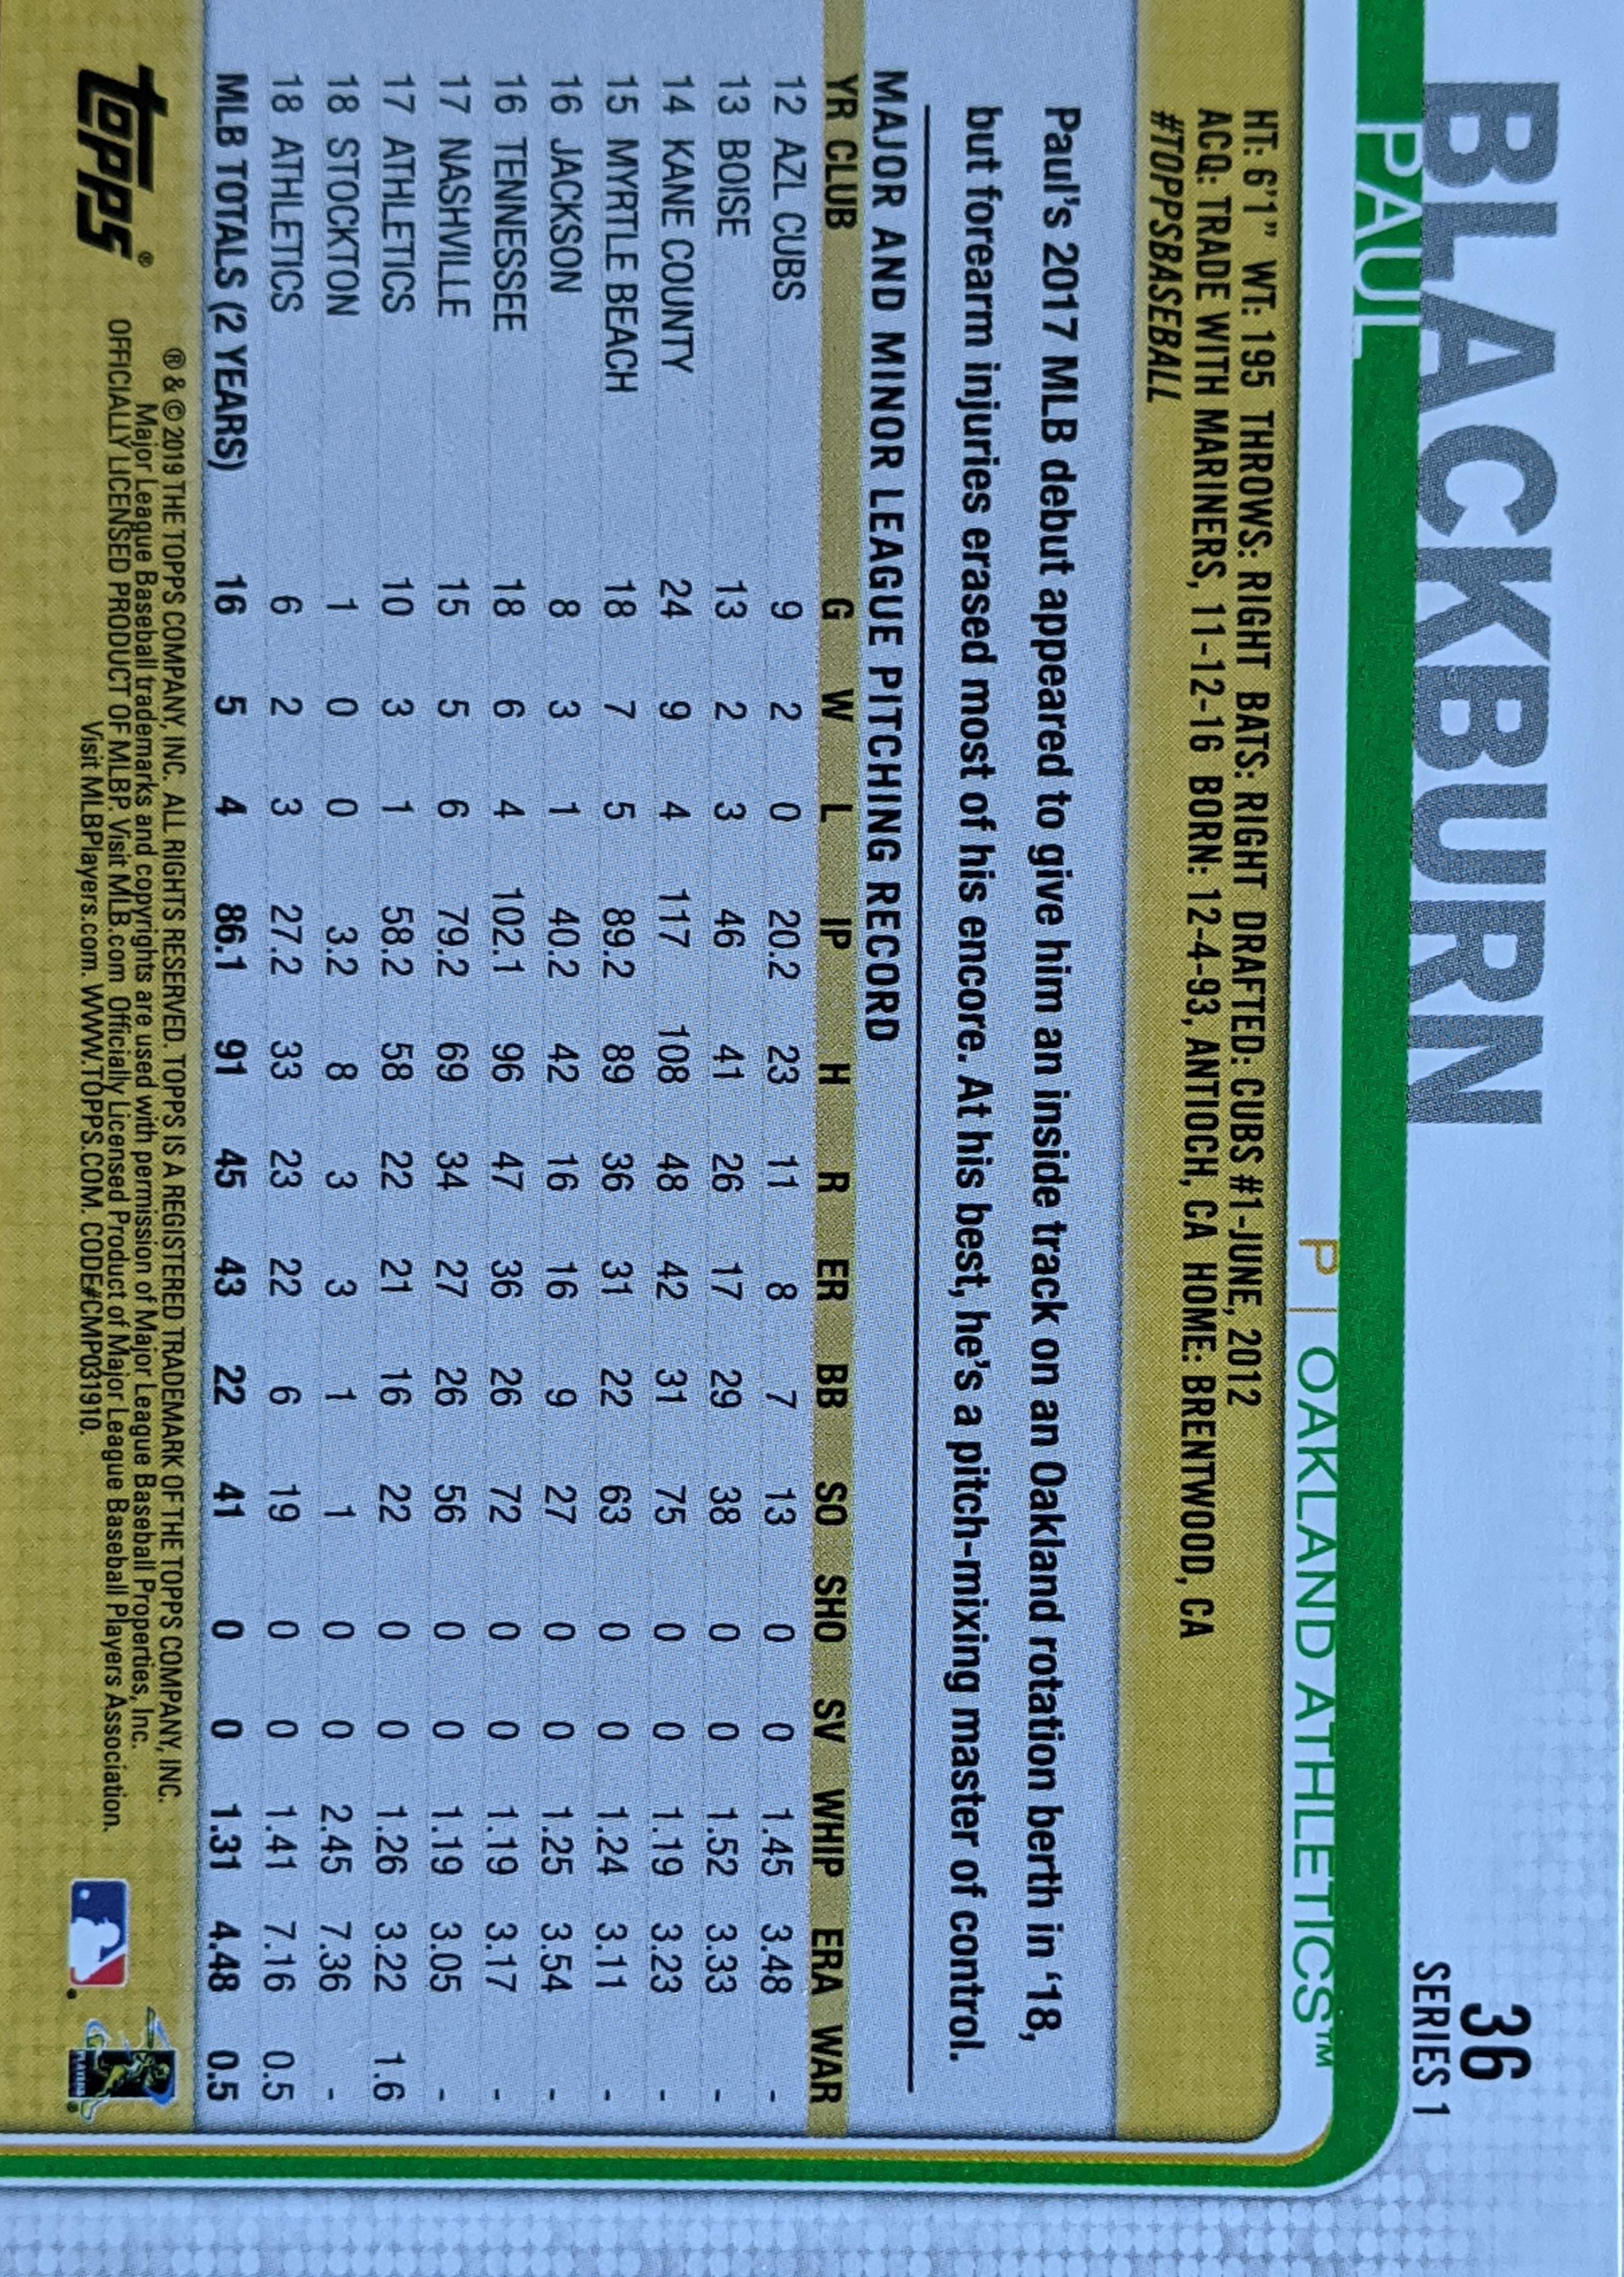 36
SERIES 1
BLACKBURN
PAUL
P | OAKLAND ATHLETICS™
HT: 6'1" WT: 195 THROWS: RIGHT BATS: RIGHT DRAFTED: CUBS #1-JUNE, 2012
ACQ: TRADE WITH MARINERS, 11-12-16 BORN: 12-4-93, ANTIOCH, CA HOME: BRENTWOOD, CA
#TOPPSBASEBALL
Paul's 2017 MLB debut appeared to give him an inside track on an Oakland rotation berth in '18,
but forearm injuries erased most of his encore. At his best, he's a pitch-mixing master of control.
MAJOR AND MINOR LEAGUE PITCHING RECORD
YR CLUB G W L IP H R ER BB SO SHO SV WHIP ERA WAR
12 AZL CUBS 9 2 0 20.2 23 11 8 7 13 0 0 1.45 3.48 -
13 BOISE 13 2 3 46 41 26 17 29 38 0 0 1.52 3.33 -
14 KANE COUNTY 24 9 4 117 108 48 42 31 75 0 0 1.19 3.23 -
15 MYRTLE BEACH 18 7 5 89.2 89 36 31 22 63 0 0 1.24 3.11 -
16 JACKSON 8 3 1 40.2 42 16 16 9 27 0 0 1.25 3.54 -
16 TENNESSEE 18 6 4 102.1 96 47 36 26 72 0 0 1.19 3.17 -
17 NASHVILLE 15 5 6 79.2 69 34 27 26 56 0 0 1.19 3.05 -
17 ATHLETICS 10 3 1 58.2 58 22 21 16 22 0 0 1.26 3.22 1.6
18 STOCKTON 1 0 0 3.2 8 3 3 1 1 0 0 2.45 7.36 -
18 ATHLETICS 6 2 3 27.2 33 23 22 6 19 0 0 1.41 7.16 0.5
MLB TOTALS (2 YEARS) 16 5 4 86.1 91 45 43 22 41 0 0 1.31 4.48 0.5
topps®
® & © 2019 THE TOPPS COMPANY, INC. ALL RIGHTS RESERVED. TOPPS IS A REGISTERED TRADEMARK OF THE TOPPS COMPANY, INC.
Major League Baseball trademarks and copyrights are used with permission of Major League Baseball Properties, Inc.
OFFICIALLY LICENSED PRODUCT OF MLBP. Visit MLB.com Officially Licensed Product of Major League Baseball Players Association.
Visit MLBPlayers.com. WWW.TOPPS.COM. CODE#CMP031910.